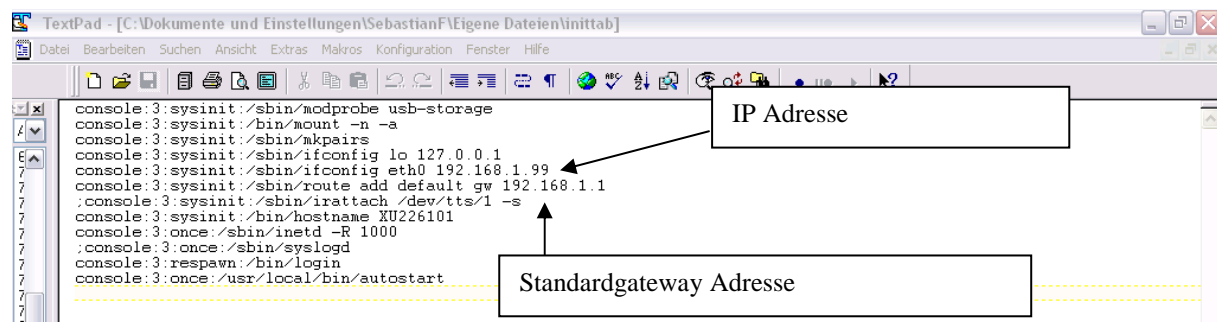 TextPad - [C:\Dokumente und Einstellungen\SebastianF\Eigene Dateien\inittab]
Datei Bearbeiten Suchen Ansicht Extras Makros Konfiguration Fenster Hilfe
IP Adresse
console:3:sysinit:/sbin/modprobe usb-storage
console:3:sysinit:/bin/mount -n -a
console:3:sysinit:/sbin/mkpairs
console:3:sysinit:/sbin/ifconfig lo 127.0.0.1
console:3:sysinit:/sbin/ifconfig eth0 192.168.1.99
console:3:sysinit:/sbin/route add default gw 192.168.1.1
;console:3:sysinit:/sbin/irattach /dev/tts/1 -s
console:3:sysinit:/bin/hostname XU226101
console:3:once:/sbin/inetd -R 1000
;console:3:once:/sbin/syslogd
console:3:respawn:/bin/login
console:3:once:/usr/local/bin/autostart
Standardgateway Adresse